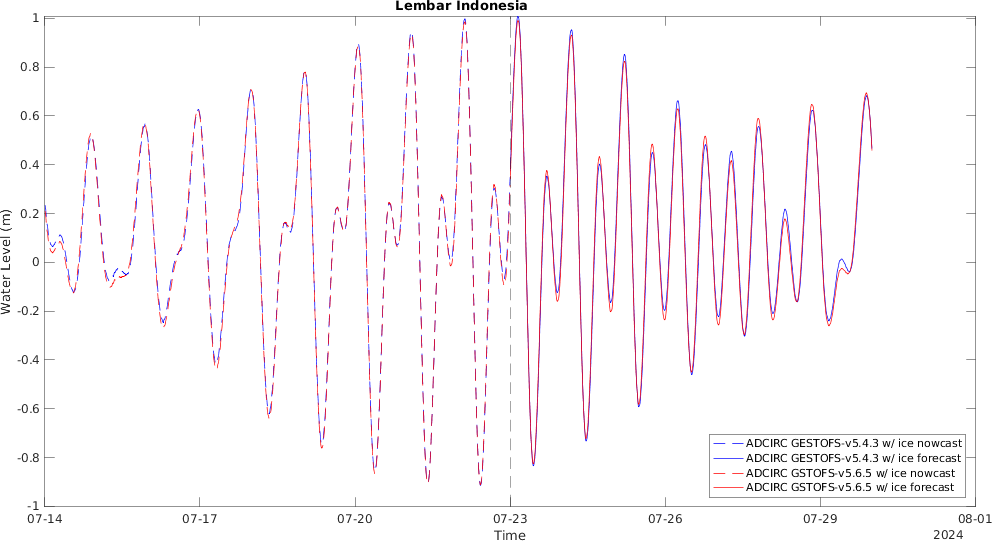 Lembar Indonesia
1
0.8
0.6
0.4
0.2
0
-0.2
-0.4
-0.6
-0.8
-1
Water Level (m)
07-14
07-17
07-20
07-23
07-26
07-29
08-01
Time
2024
ADCIRC GESTOFS-v5.4.3 w/ ice nowcast
ADCIRC GESTOFS-v5.4.3 w/ ice forecast
ADCIRC GSTOFS-v5.6.5 w/ ice nowcast
ADCIRC GSTOFS-v5.6.5 w/ ice forecast